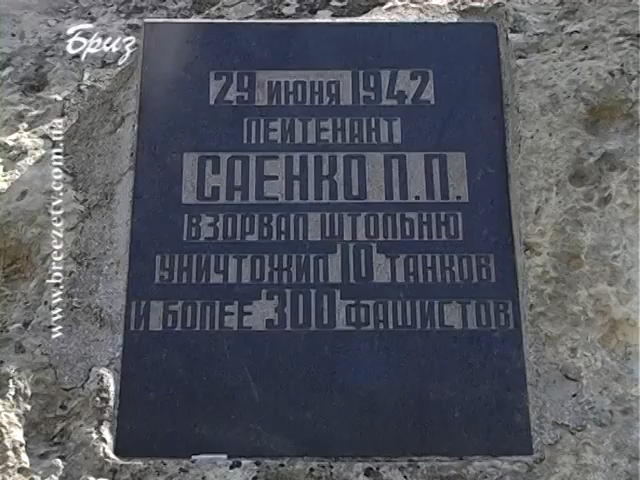 Бриз
www.breezetv.com.ua
29 ИЮНЯ 1942
ЛЕЙТЕНАНТ
САЕНКО П.П.
ВЗОРВАЛ ШТОЛЬНЮ
УНИЧТОЖИЛ 10 ТАНКОВ
И БОЛЕЕ 300 ФАШИСТОВ